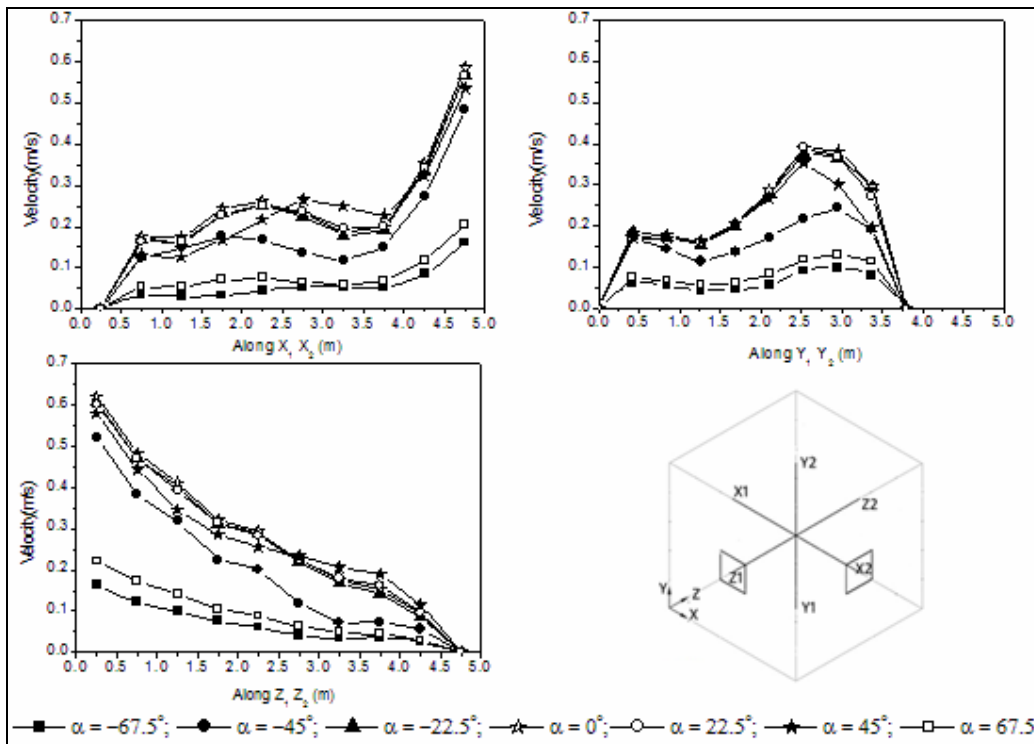 0.7
0.6
0.5
0.4
0.3
0.2
0.1
0.0
Velocity(m/s)
0.0 0.5 1.0 1.5 2.0 2.5 3.0 3.5 4.0 4.5 5.0
Along X₁, X₂ (m)
0.7
0.6
0.5
0.4
0.3
0.2
0.1
0.0
Velocity(m/s)
0.0 0.5 1.0 1.5 2.0 2.5 3.0 3.5 4.0 4.5 5.0
Along Y₁, Y₂ (m)
0.7
0.6
0.5
0.4
0.3
0.2
0.1
0.0
Velocity(m/s)
0.0 0.5 1.0 1.5 2.0 2.5 3.0 3.5 4.0 4.5 5.0
Along Z₁, Z₂ (m)
Y2
X1
Z2
Z1
X2
Y1
Y
Z
X
α = −67.5°; α = −45°; α = −22.5°; α = 0°; α = 22.5°; α = 45°; α = 67.5